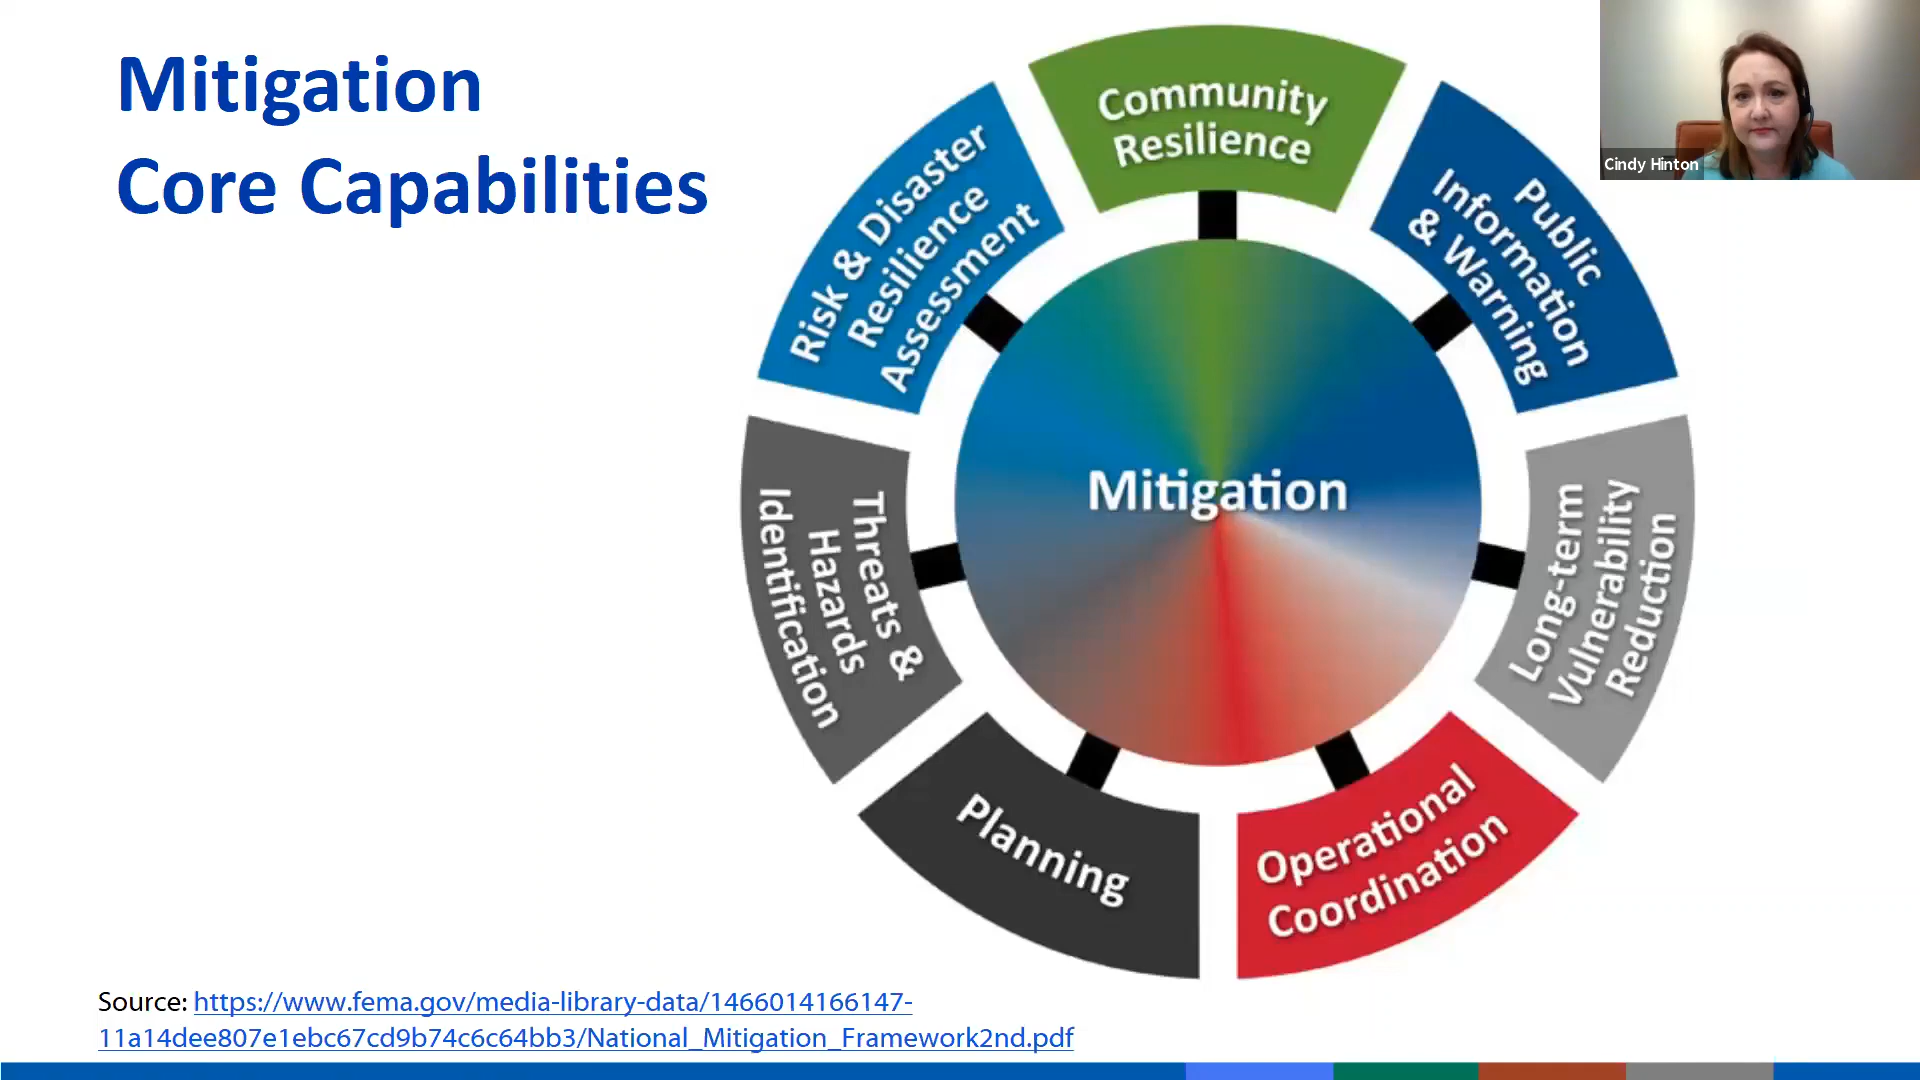 Mitigation
Core Capabilities
Community
Resilience
Public
Information
& Warning
Long-term
Vulnerability
Reduction
Operational
Coordination
Planning
Threats &
Hazards
Identification
Risk & Disaster
Resilience
Assessment
Mitigation
Cindy Hinton
Source: https://www.fema.gov/media-library-data/1466014166147-
11a14dee807e1ebc67cd9b74c6c64bb3/National_Mitigation_Framework2nd.pdf